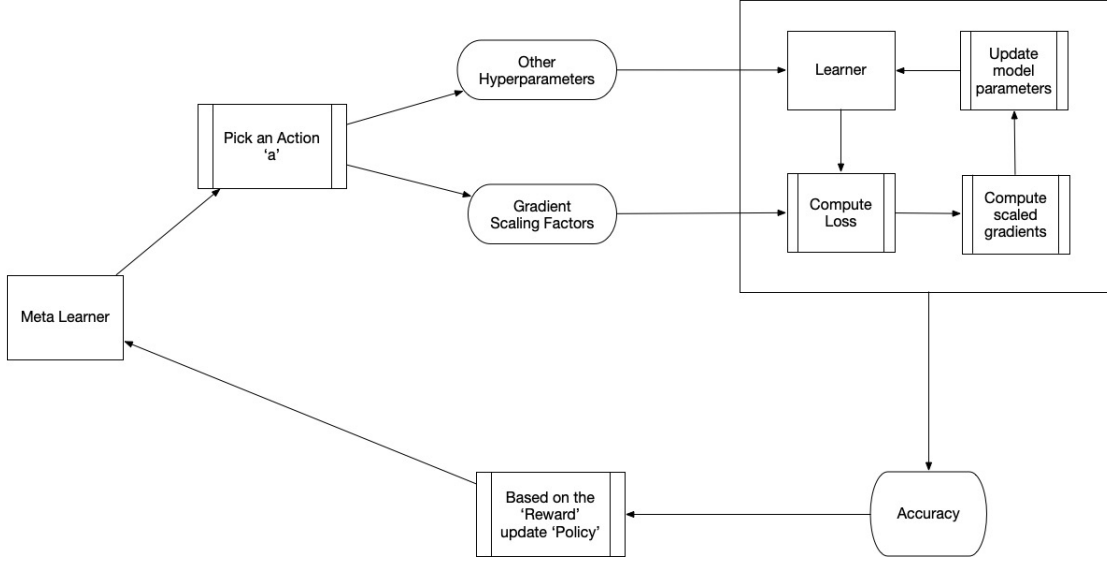 Other
Hyperparameters
Learner
Update
model
parameters
Pick an Action
‘a’
Gradient
Scaling Factors
Compute
Loss
Compute
scaled
gradients
Meta Learner
Based on the
‘Reward’
update ‘Policy’
Accuracy